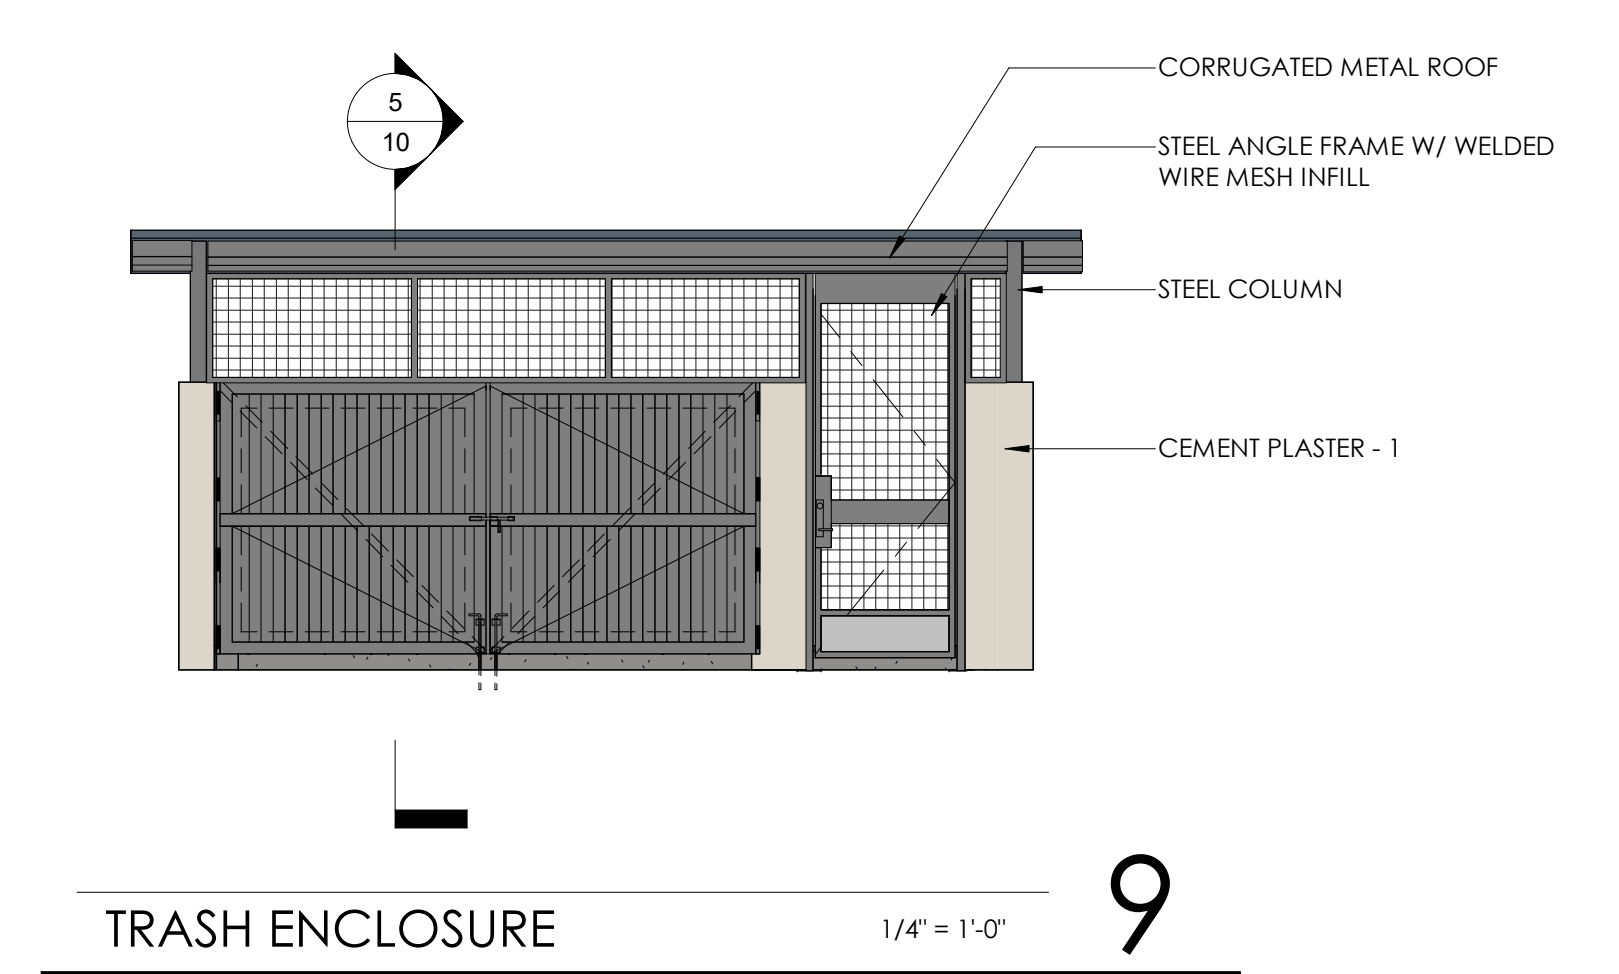 5
10
CORRUGATED METAL ROOF
STEEL ANGLE FRAME W/ WELDED
WIRE MESH INFILL
STEEL COLUMN
CEMENT PLASTER - 1
TRASH ENCLOSURE
1/4" = 1'-0"
9